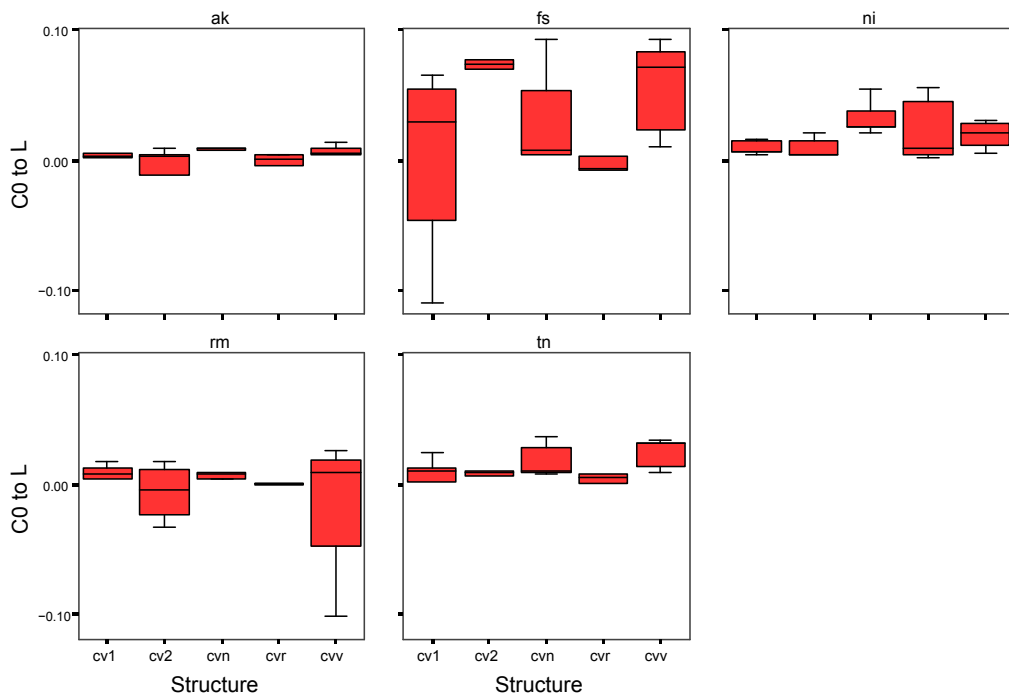 ak fs ni
0.10
0.00
−0.10
C0 to L
rm tn
0.10
0.00
−0.10
C0 to L
cv1 cv2 cvn cvr cvv cv1 cv2 cvn cvr cvv
Structure Structure